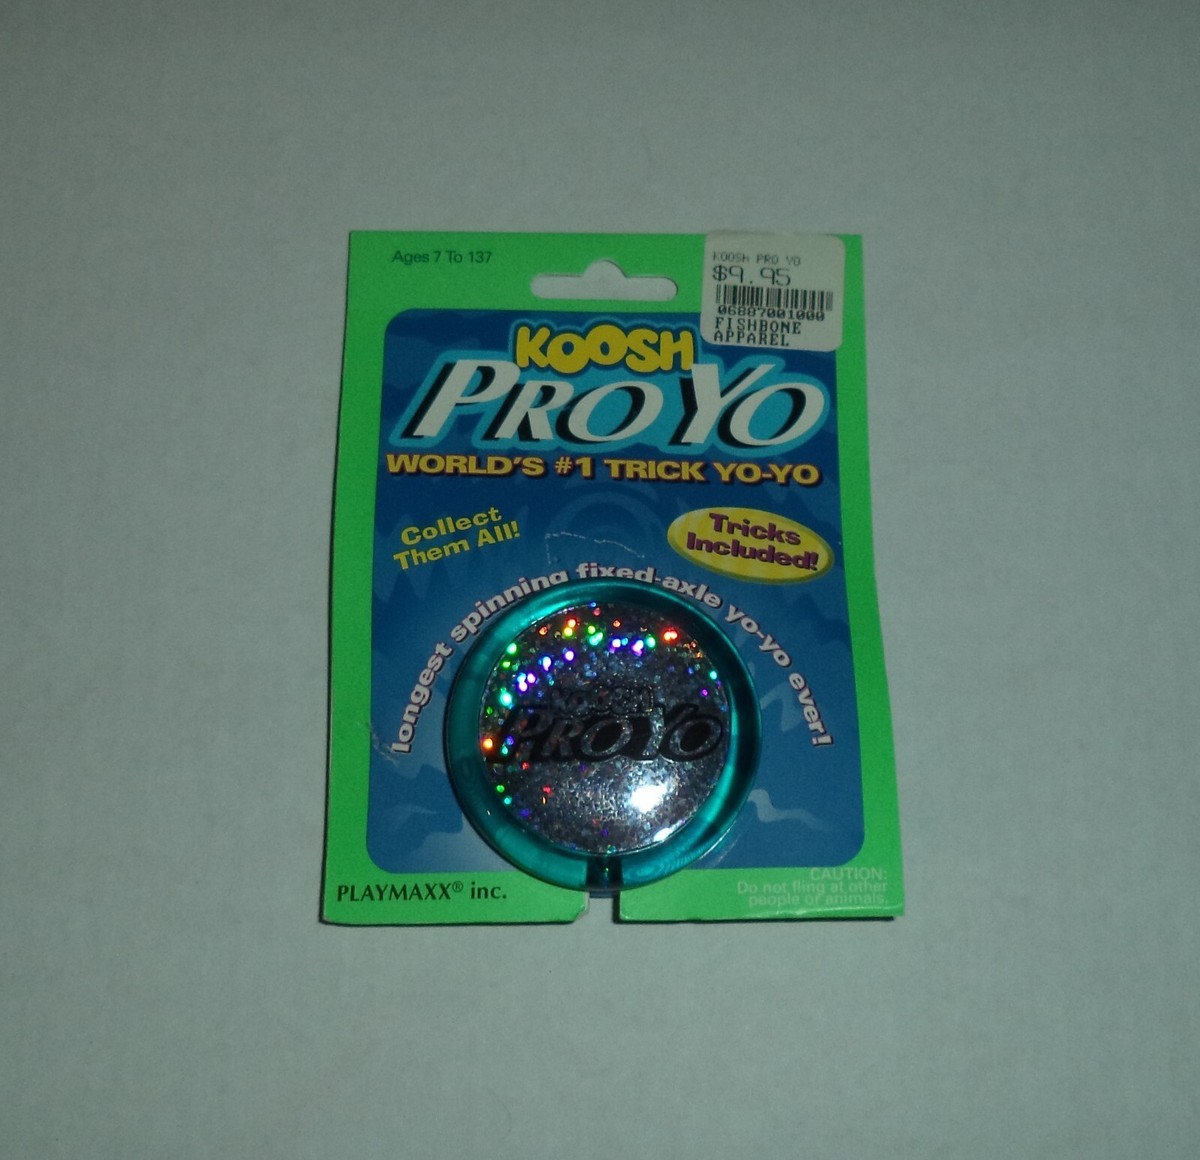 Ages 7 To 137
KOOSH PRO YO
$9.95
06887001000
FISHBONE
APPAREL
KOOSH
PROYO
WORLD'S #1 TRICK YO-YO
Collect
Them All!
Tricks
Included!
longest spinning fixed-axle yo-yo ever!
KOOSH
PROYO
PLAYMAXX® inc.
CAUTION:
Do not fling at other
people or animals.